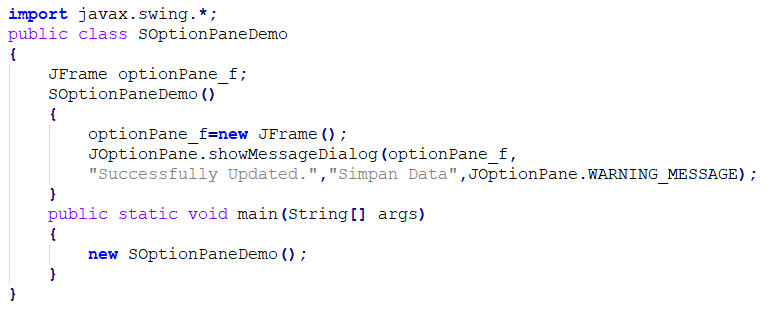 import javax.swing.*;
public class SOptionPaneDemo
{
JFrame optionPane_f;
SOptionPaneDemo()
{
optionPane_f=new JFrame();
JOptionPane.showMessageDialog(optionPane_f,
"Successfully Updated.","Simpan Data",JOptionPane.WARNING_MESSAGE);
}
public static void main(String[] args)
{
new SOptionPaneDemo();
}
}